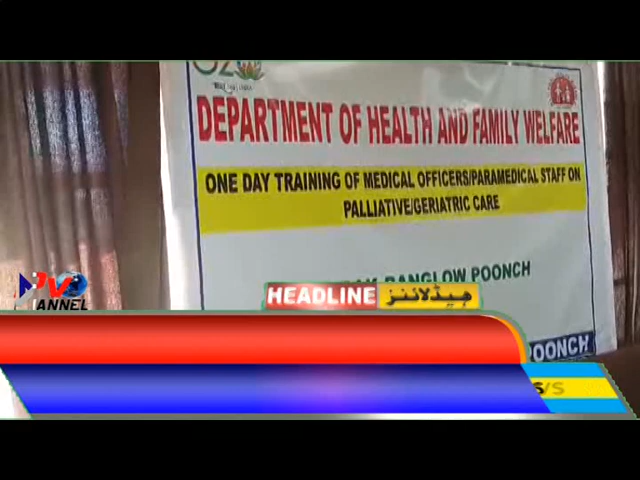 DEPARTMENT OF HEALTH AND FAMILY WELFARE
ONE DAY TRAINING OF MEDICAL OFFICERS/PARAMEDICAL STAFF ON
PALLIATIVE/GERIATRIC CARE
BANGLOW POONCH
HEADLINE ہیڈلائنز
CHANNEL
POONCH